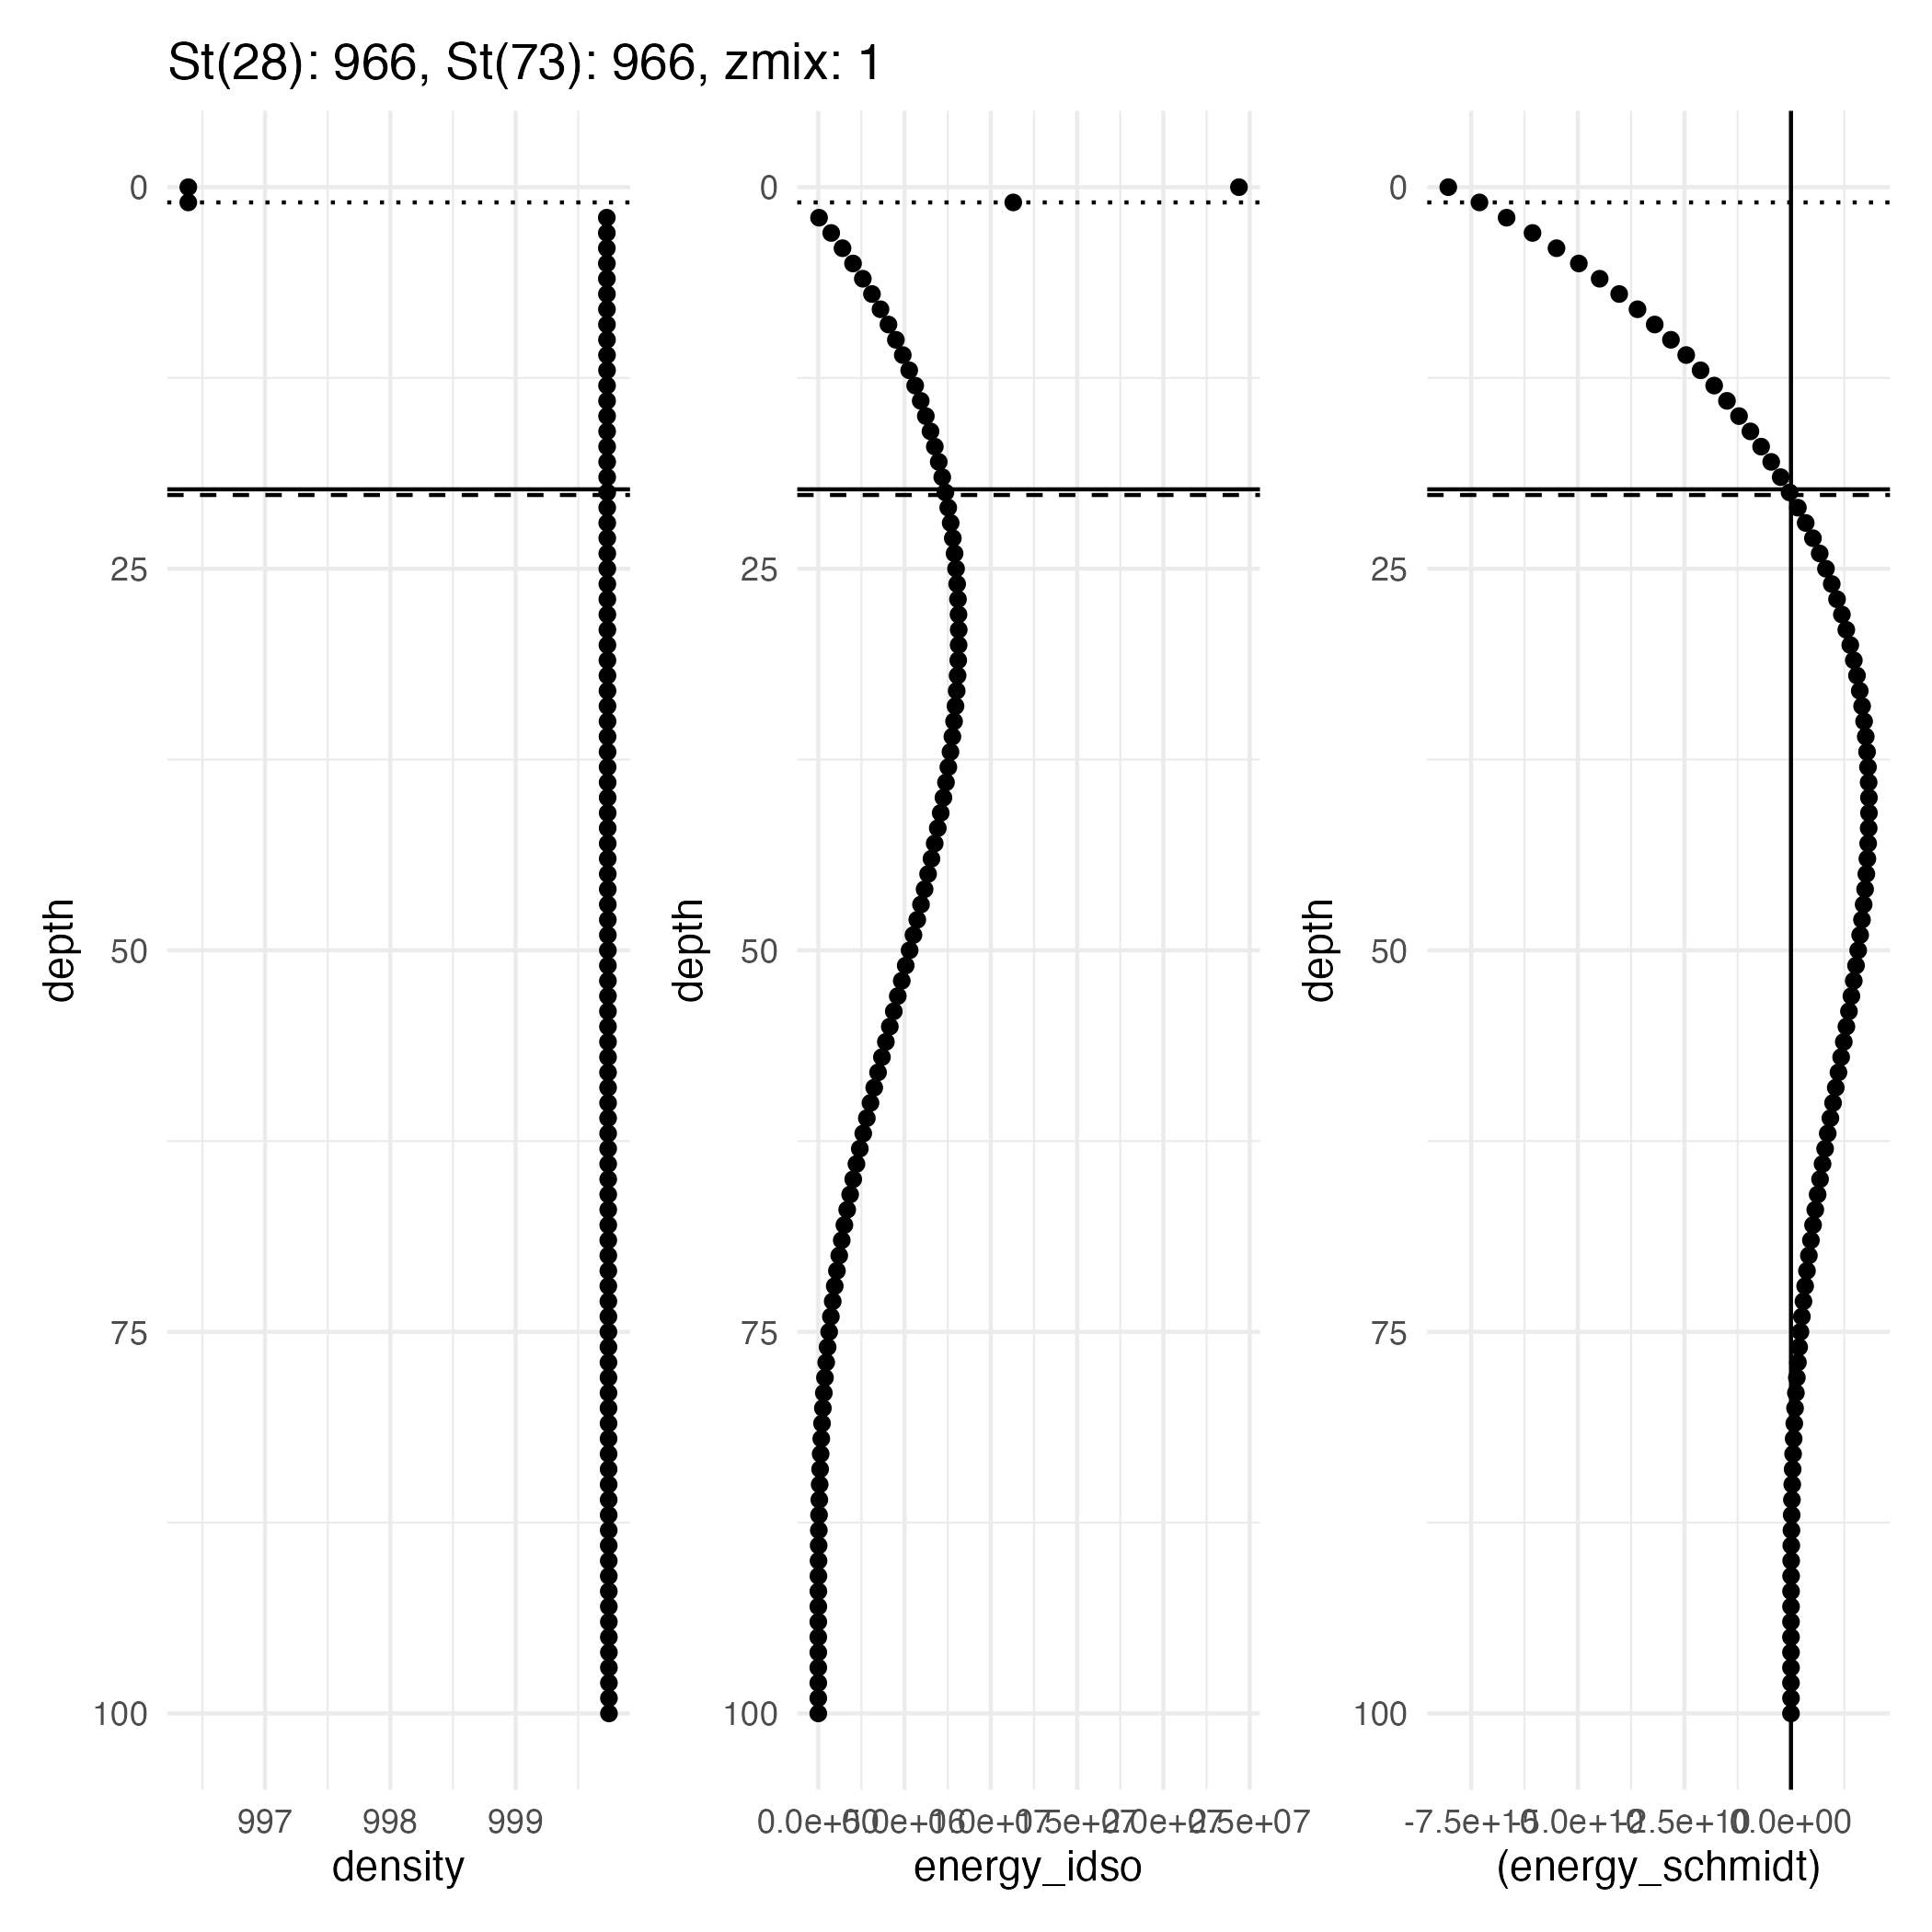 St(28): 966, St(73): 966, zmix: 1
0
25
50
75
100
depth
997
998
999
density
0
25
50
75
100
depth
0.0e+00
5.0e+06
1.0e+07
1.5e+07
2.0e+07
2.5e+07
energy_idso
0
25
50
75
100
depth
-7.5e+10
-5.0e+10
-2.5e+10
0.0e+00
(energy_schmidt)